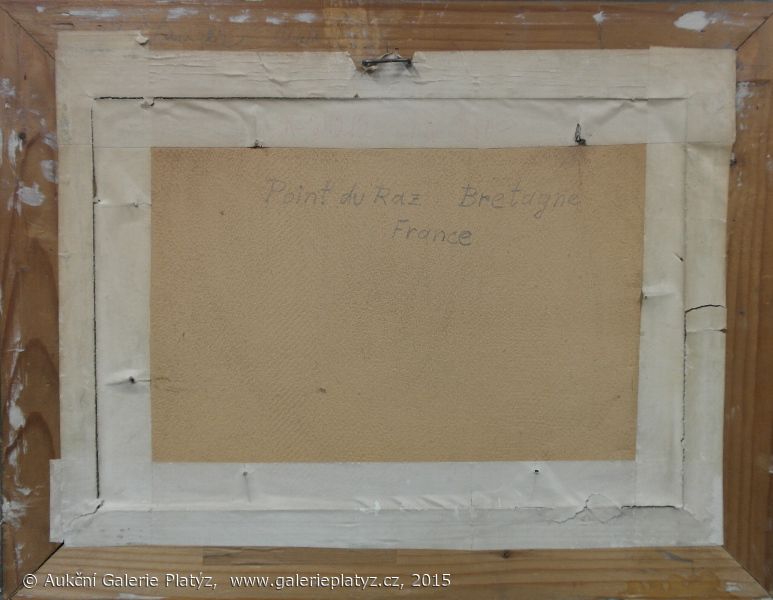 Point du Raz Bretagne
France
© Aukční Galerie Platýz, www.galerieplatyz.cz, 2015